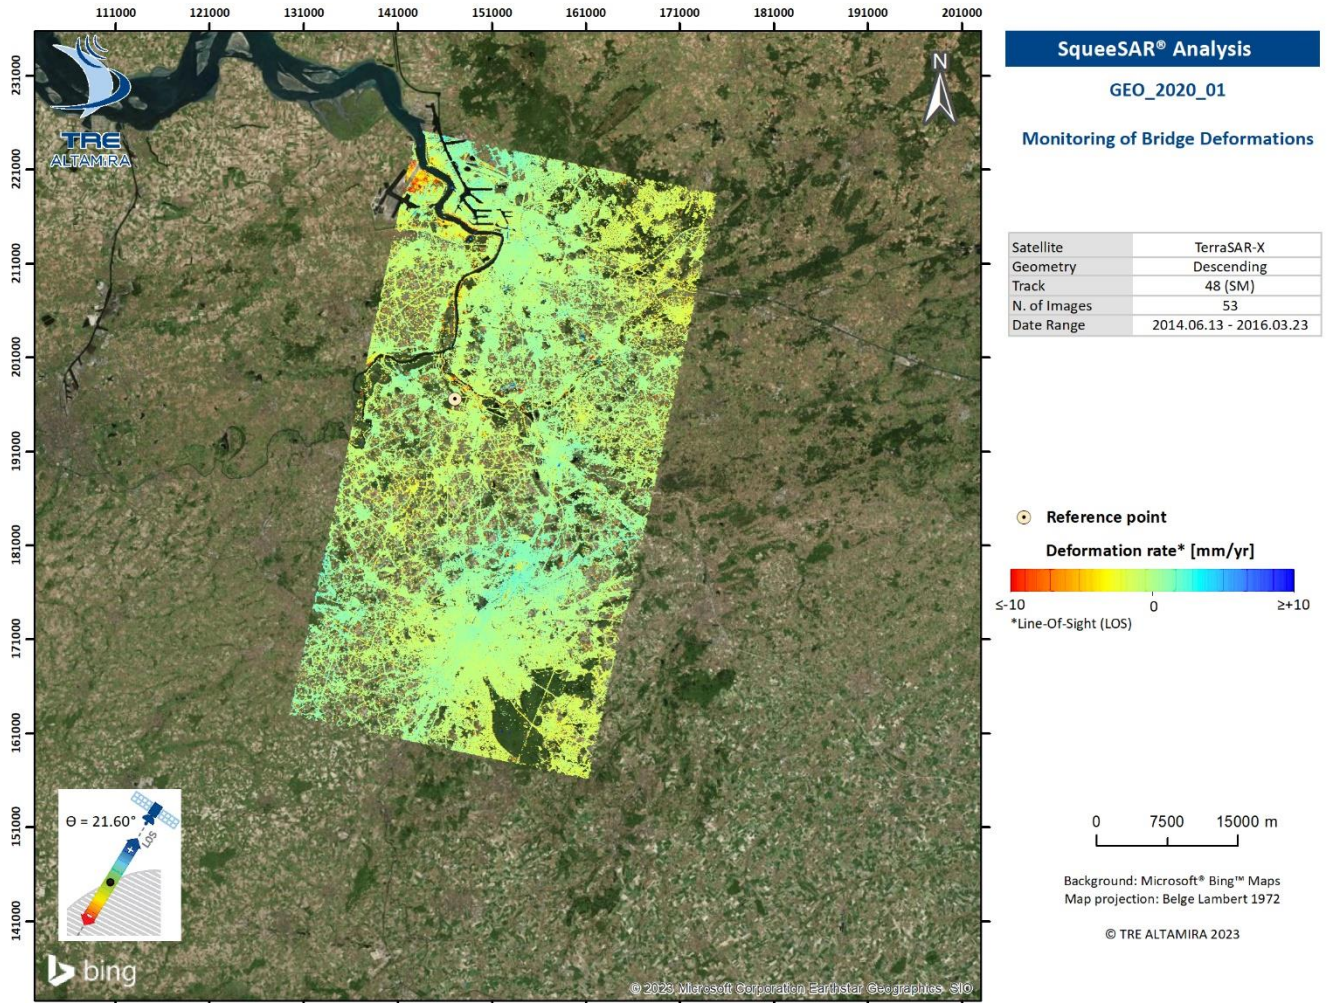 111000 121000 131000 141000 151000 161000 171000 181000 191000 201000
231000
221000
211000
201000
191000
181000
171000
161000
151000
141000
TRE
ALTAMIRA
N
Θ = 21.60°
LOS
+
-
bing
© 2023 Microsoft Corporation Earthstar Geographics SIO
SqueeSAR® Analysis
GEO_2020_01
Monitoring of Bridge Deformations
Satellite TerraSAR-X
Geometry Descending
Track 48 (SM)
N. of Images 53
Date Range 2014.06.13 - 2016.03.23
Reference point
Deformation rate* [mm/yr]
≤-10 0 ≥+10
*Line-Of-Sight (LOS)
0 7500 15000 m
Background: Microsoft® Bing™ Maps
Map projection: Belge Lambert 1972
© TRE ALTAMIRA 2023